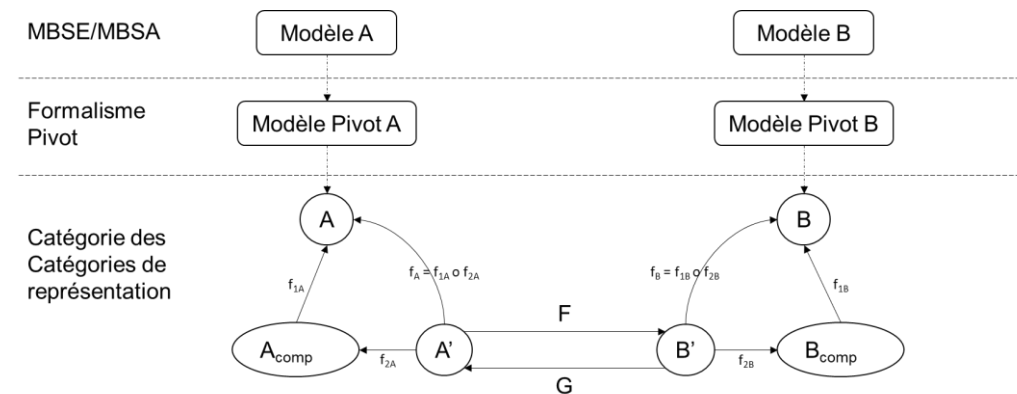 MBSE/MBSA
Modèle A
Modèle B
Formalisme
Pivot
Modèle Pivot A
Modèle Pivot B
Catégorie des
Catégories de
représentation
A
B
f1A
fA = f1A o f2A
fB = f1B o f2B
f1B
F
Acomp
f2A
A'
B'
f2B
Bcomp
G